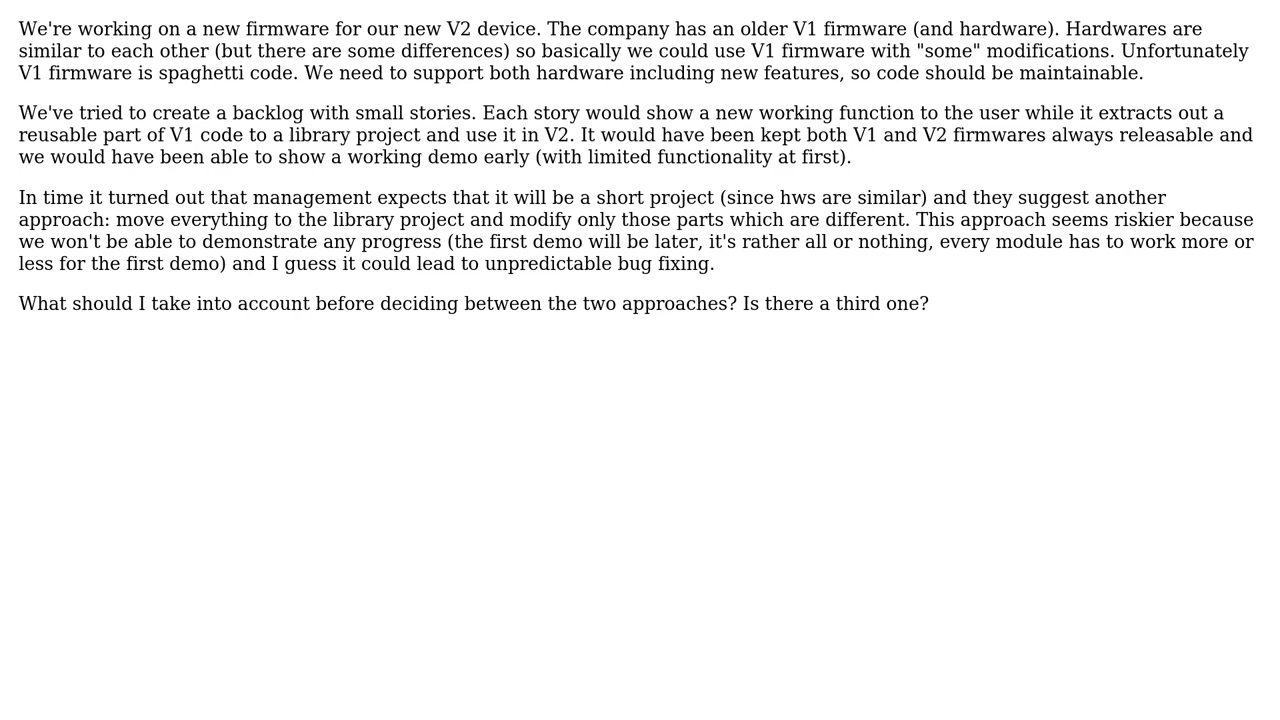 We're working on a new firmware for our new V2 device. The company has an older V1 firmware (and hardware). Hardwares are
similar to each other (but there are some differences) so basically we could use V1 firmware with "some" modifications. Unfortunately
V1 firmware is spaghetti code. We need to support both hardware including new features, so code should be maintainable.
We've tried to create a backlog with small stories. Each story would show a new working function to the user while it extracts out a
reusable part of V1 code to a library project and use it in V2. It would have been kept both V1 and V2 firmwares always releasable and
we would have been able to show a working demo early (with limited functionality at first).
In time it turned out that management expects that it will be a short project (since hws are similar) and they suggest another
approach: move everything to the library project and modify only those parts which are different. This approach seems riskier because
we won't be able to demonstrate any progress (the first demo will be later, it's rather all or nothing, every module has to work more or
less for the first demo) and I guess it could lead to unpredictable bug fixing.
What should I take into account before deciding between the two approaches? Is there a third one?